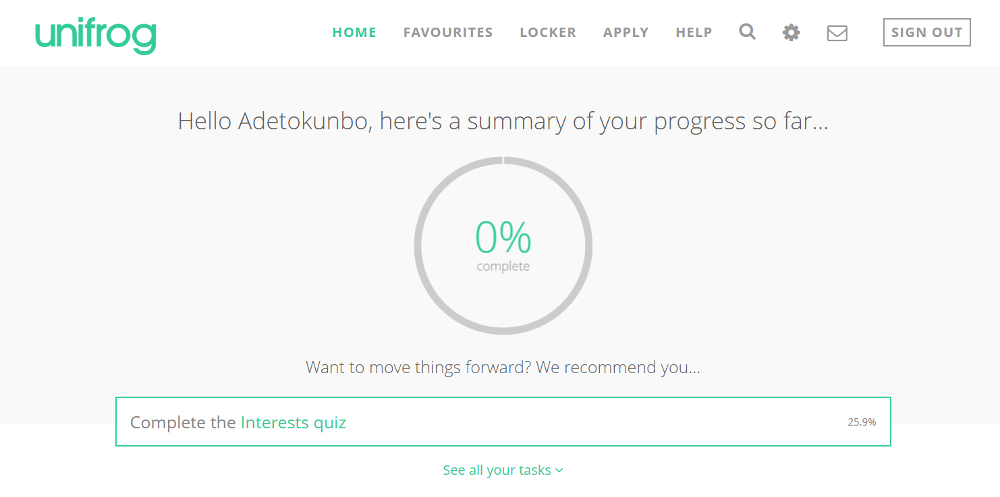 unifrog
HOME FAVOURITES LOCKER APPLY HELP SIGN OUT
Hello Adetokunbo, here's a summary of your progress so far...
0%
complete
Want to move things forward? We recommend you...
Complete the Interests quiz 25.9%
See all your tasks